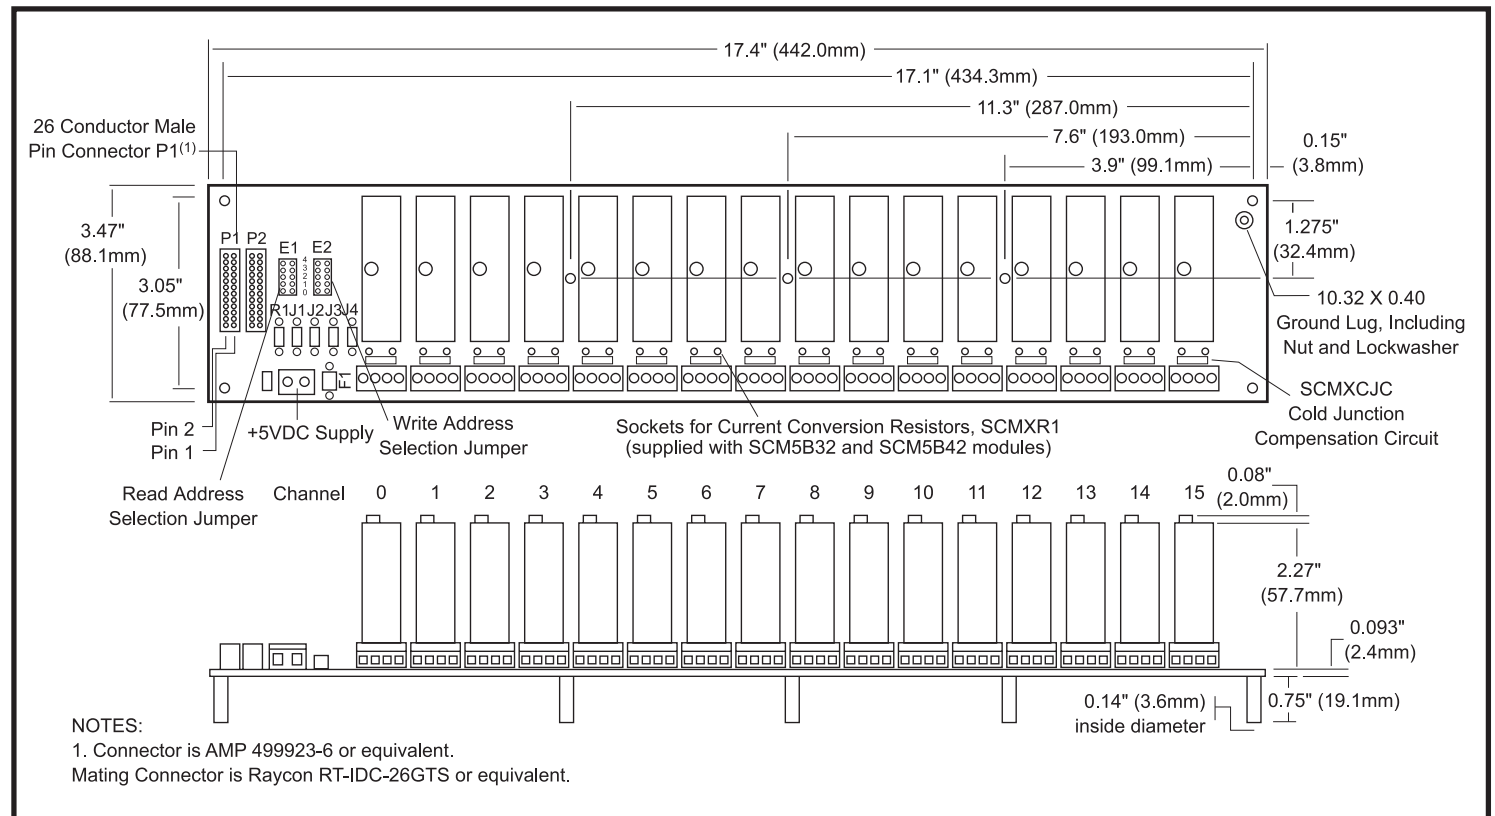 17.4" (442.0mm)
17.1" (434.3mm)
11.3" (287.0mm)
7.6" (193.0mm)
3.9" (99.1mm)
0.15"
(3.8mm)
26 Conductor Male
Pin Connector P1(1)
3.47"
(88.1mm)
3.05"
(77.5mm)
P1 P2
E1 E2
4
3
2
1
0
R1 J1 J2 J3 J4
F1
1.275"
(32.4mm)
10.32 X 0.40
Ground Lug, Including
Nut and Lockwasher
SCMXCJC
Cold Junction
Compensation Circuit
Pin 2
Pin 1
+5VDC Supply
Write Address
Selection Jumper
Sockets for Current Conversion Resistors, SCMXR1
(supplied with SCM5B32 and SCM5B42 modules)
Read Address
Selection Jumper
Channel 0 1 2 3 4 5 6 7 8 9 10 11 12 13 14 15
0.08"
(2.0mm)
2.27"
(57.7mm)
0.093"
(2.4mm)
0.14" (3.6mm)
inside diameter
0.75" (19.1mm)
NOTES:
1. Connector is AMP 499923-6 or equivalent.
Mating Connector is Raycon RT-IDC-26GTS or equivalent.